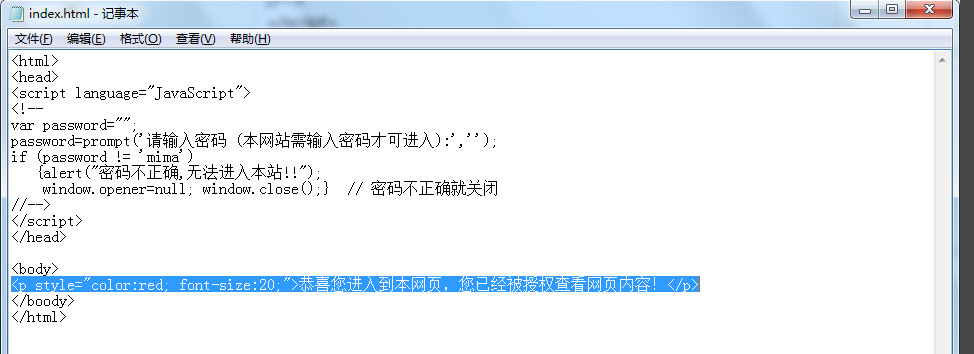 index.html - 记事本
文件(F) 编辑(E) 格式(O) 查看(V) 帮助(H)
<html>
<head>
<script language="JavaScript">
<!--
var password="";
password=prompt('请输入密码 (本网站需输入密码才可进入):','');
if (password != 'mima')
{alert("密码不正确,无法进入本站!!");
window.opener=null; window.close();} // 密码不正确就关闭
//-->
</script>
</head>
<body>
<p style="color:red; font-size:20;">恭喜您进入到本网页，您已经被授权查看网页内容！</p>
</boody>
</html>